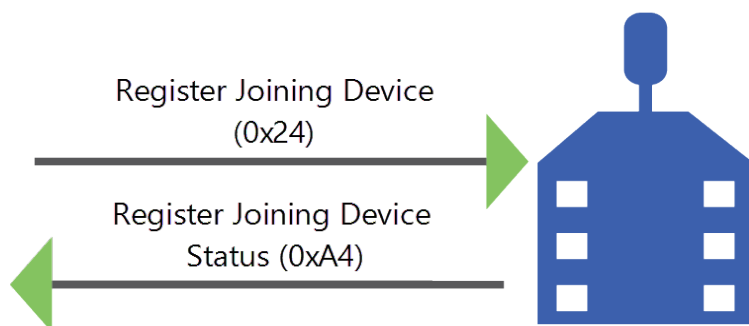 Register Joining Device
(0x24)
Register Joining Device
Status (0xA4)